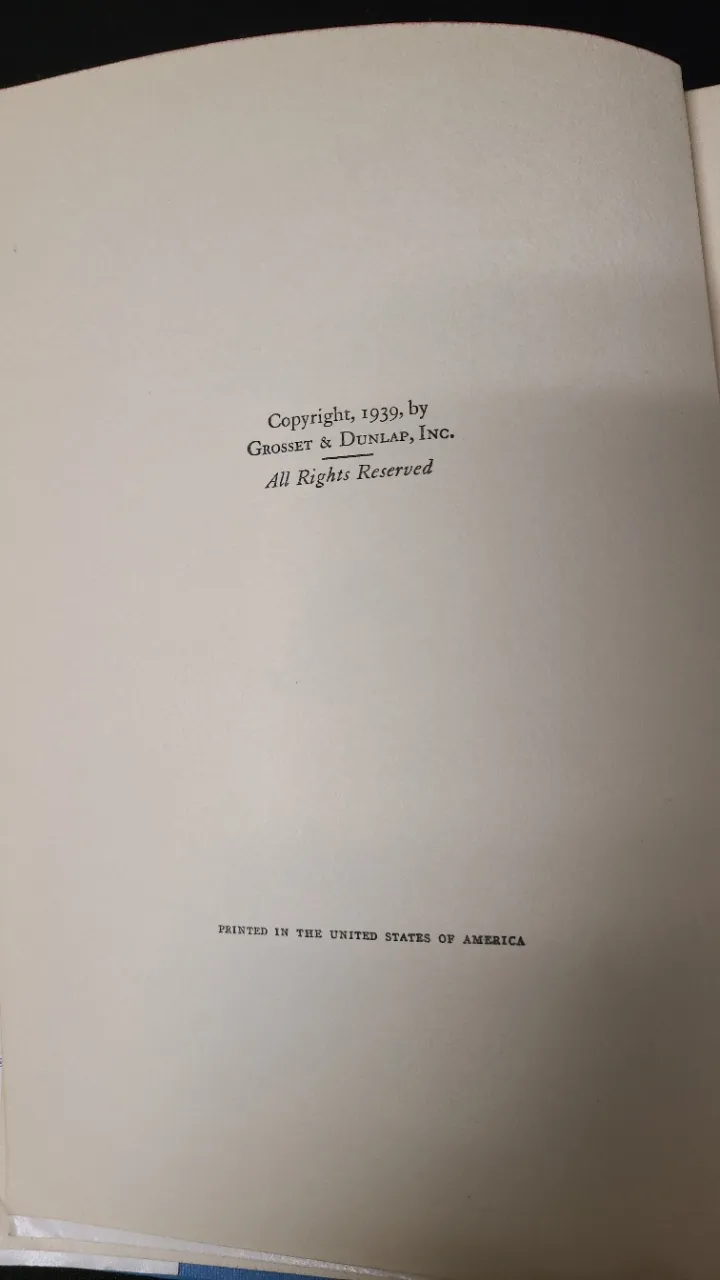 Copyright, 1939, by
GROSSET & DUNLAP, INC.
All Rights Reserved
PRINTED IN THE UNITED STATES OF AMERICA